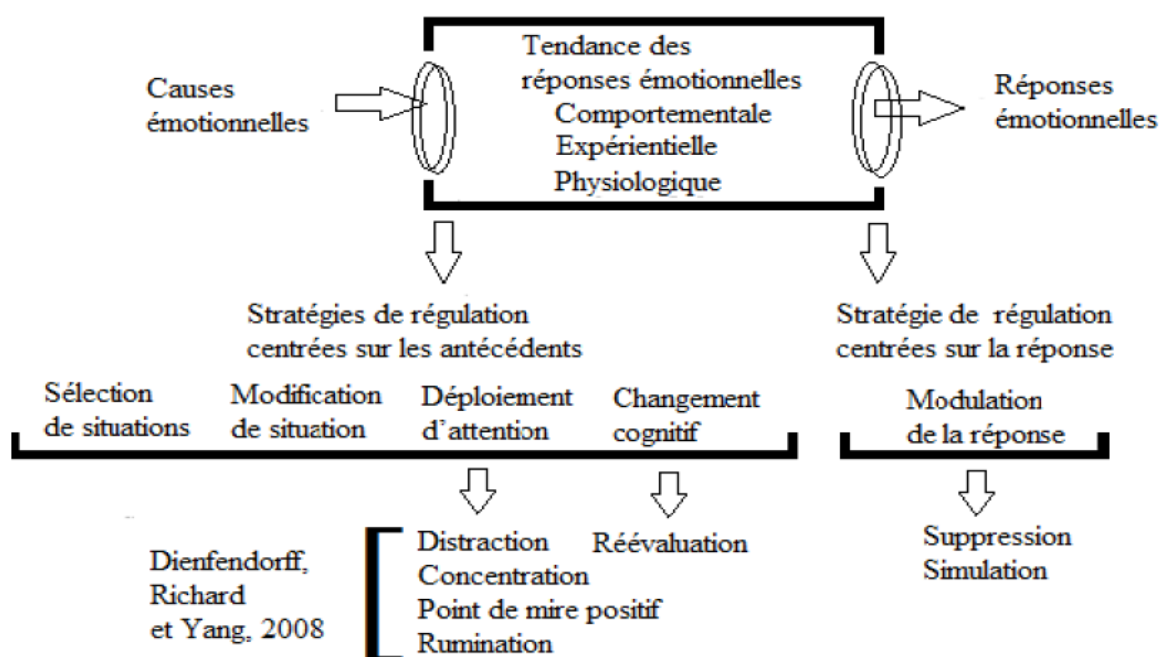 Causes
émotionnelles
Tendance des
réponses émotionnelles
Comportementale
Expérientielle
Physiologique
Réponses
émotionnelles
Stratégies de régulation
centrées sur les antécédents
Stratégie de régulation
centrées sur la réponse
Sélection
de situations
Modification
de situation
Déploiement
d'attention
Changement
cognitif
Modulation
de la réponse
Dienfendorff,
Richard
et Yang, 2008
Distraction
Concentration
Point de mire positif
Rumination
Réévaluation
Suppression
Simulation